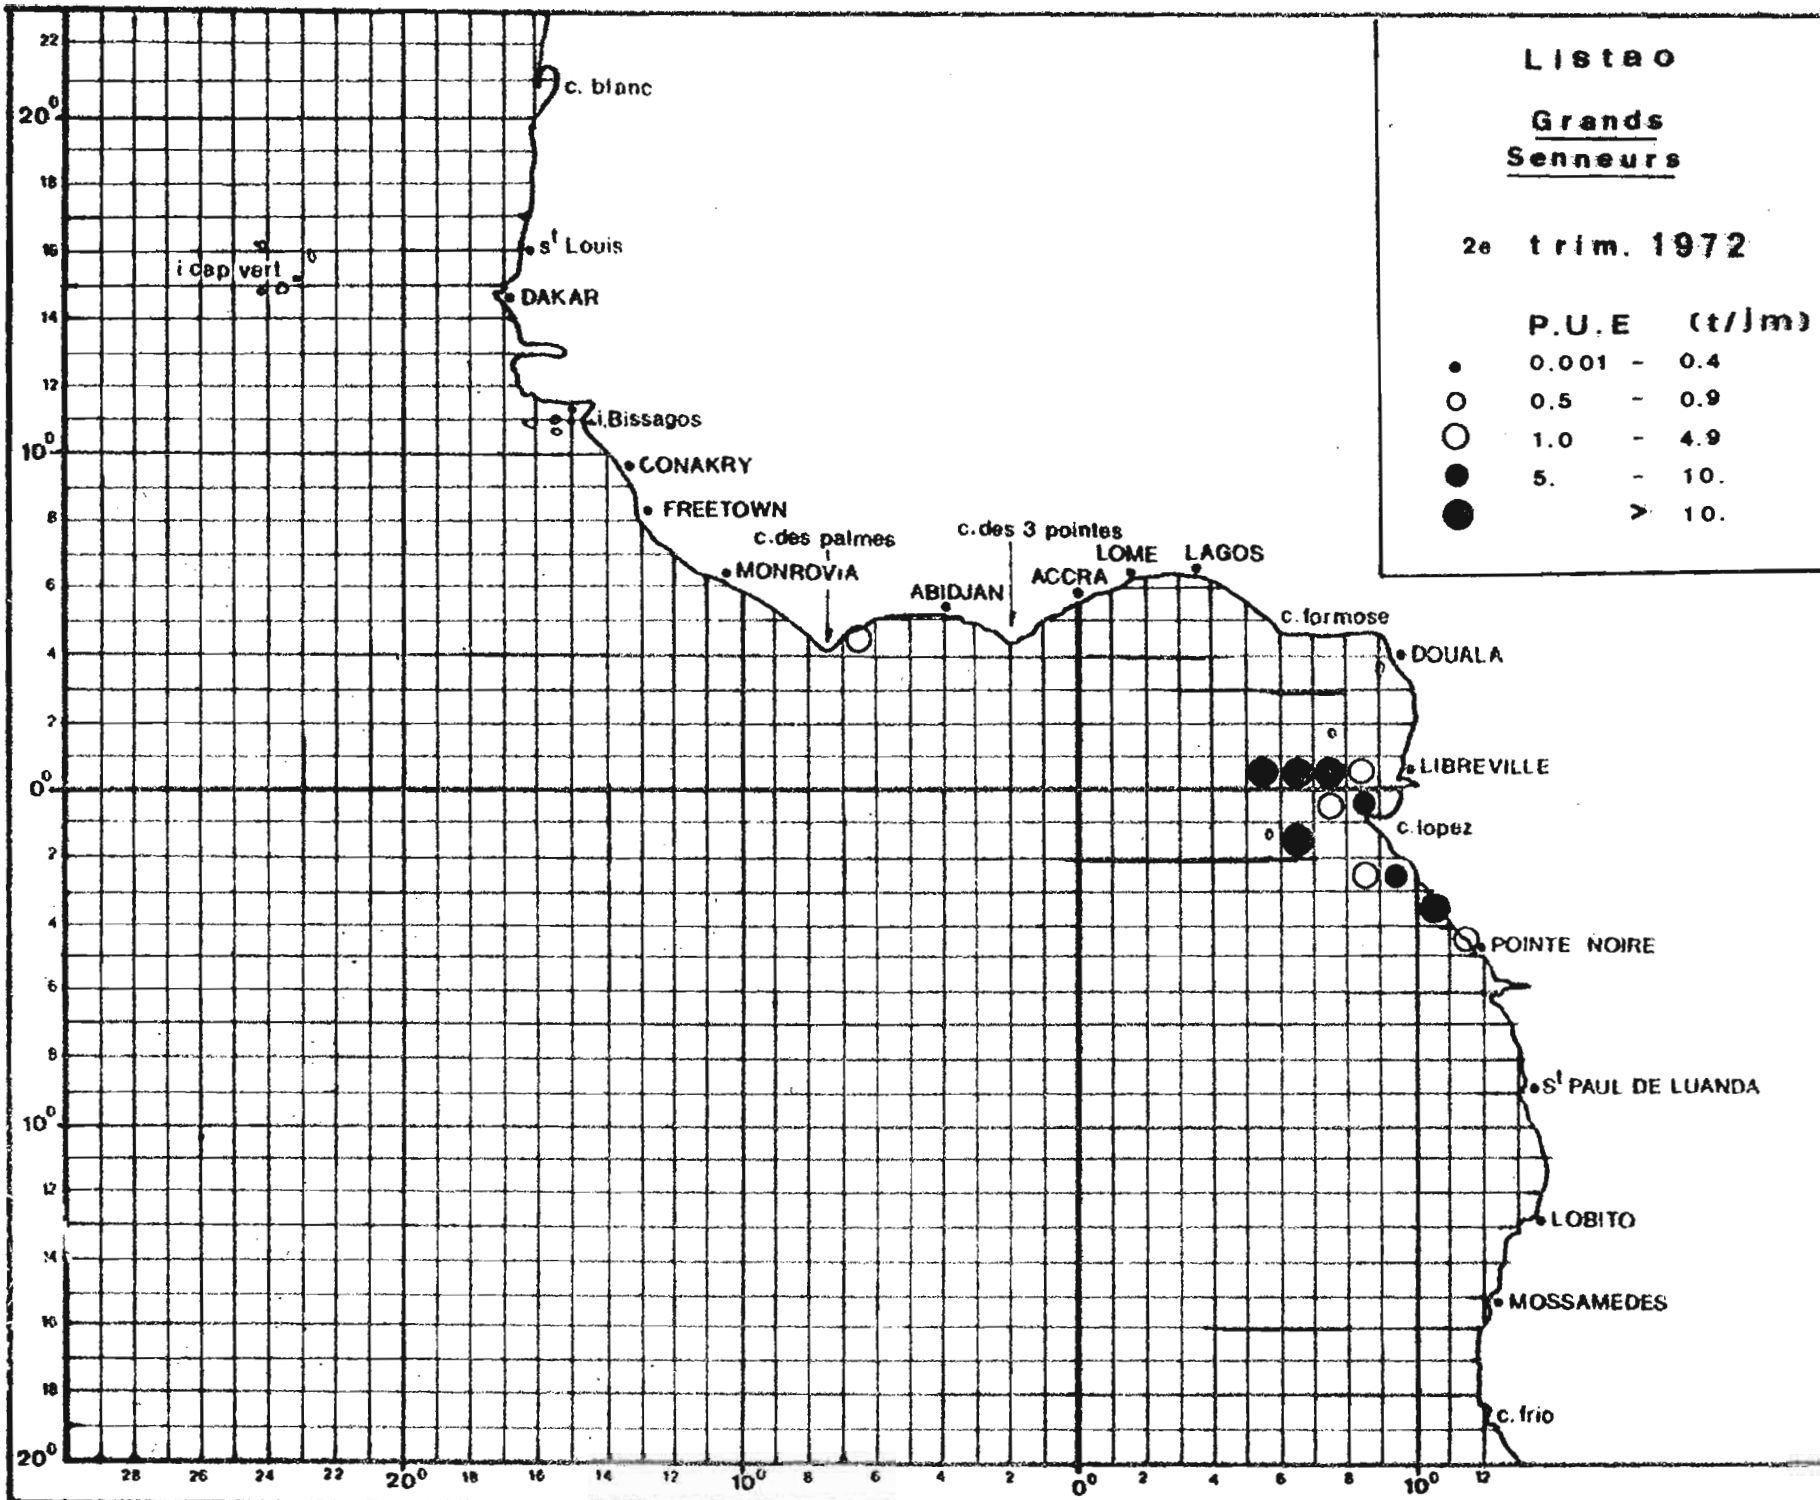 Listao
Grands
Senneurs
2e trim. 1972
P.U.E (t/jm)
0.001 - 0.4
0.5 - 0.9
1.0 - 4.9
5. - 10.
> 10.
22
20°
18
16
14
12
10°
8
6
4
2
0°
2
4
6
8
10°
12
14
16
18
20°
c. blanc
st Louis
i cap vert
DAKAR
i.Bissagos
CONAKRY
FREETOWN
c.des palmes
c.des 3 pointes
MONROVIA
ABIDJAN
ACCRA
LOME
LAGOS
c.formose
DOUALA
LIBREVILLE
c.lopez
POINTE NOIRE
st PAUL DE LUANDA
LOBITO
MOSSAMEDES
c.frio
28 26 24 22 20° 18 16 14 12 10° 8 6 4 2 0° 2 4 6 8 10° 12